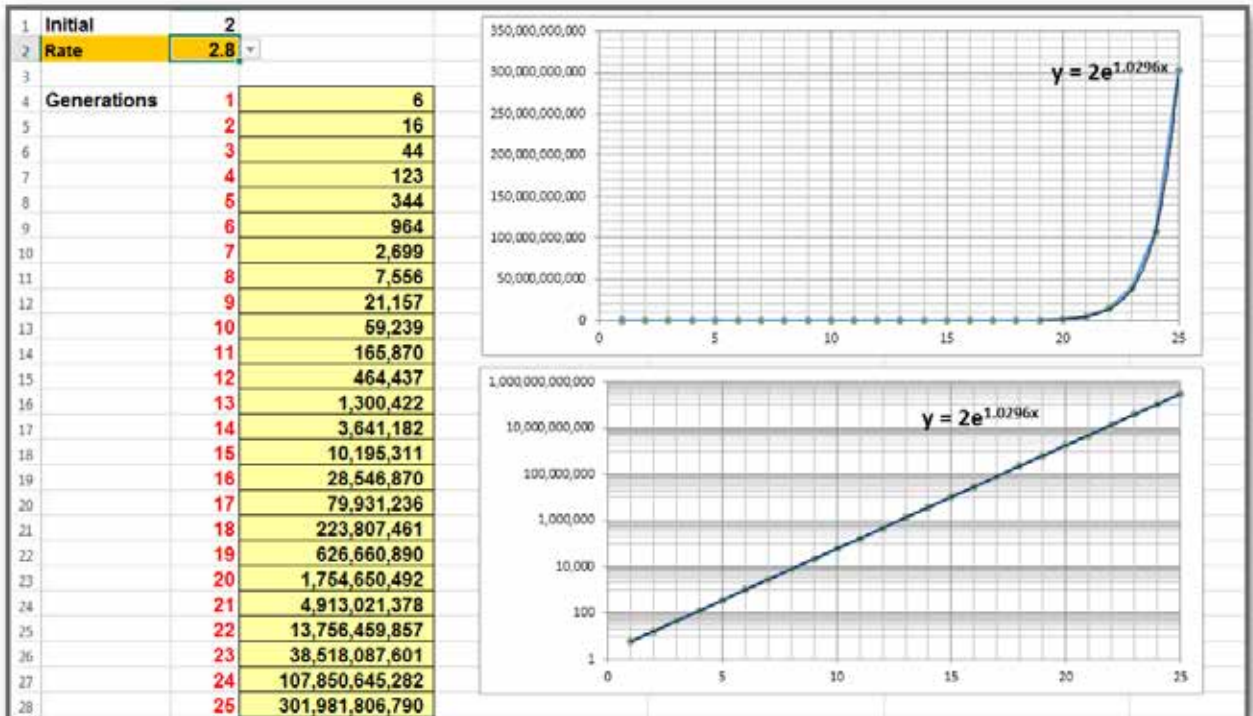 1 Initial 2
2 Rate 2.8
3
4 Generations 1 6
5 2 16
6 3 44
7 4 123
8 5 344
9 6 964
10 7 2,699
11 8 7,556
12 9 21,157
13 10 59,239
14 11 165,870
15 12 464,437
16 13 1,300,422
17 14 3,641,182
18 15 10,195,311
19 16 28,546,870
20 17 79,931,236
21 18 223,807,461
22 19 626,660,890
23 20 1,754,650,492
24 21 4,913,021,378
25 22 13,756,459,857
26 23 38,518,087,601
27 24 107,850,645,282
28 25 301,981,806,790
350,000,000,000
300,000,000,000
250,000,000,000
200,000,000,000
150,000,000,000
100,000,000,000
50,000,000,000
0
y = 2e^1.0296x
0 5 10 15 20 25
1,000,000,000,000
10,000,000,000
100,000,000
1,000,000
10,000
100
1
y = 2e^1.0296x
0 5 10 15 20 25